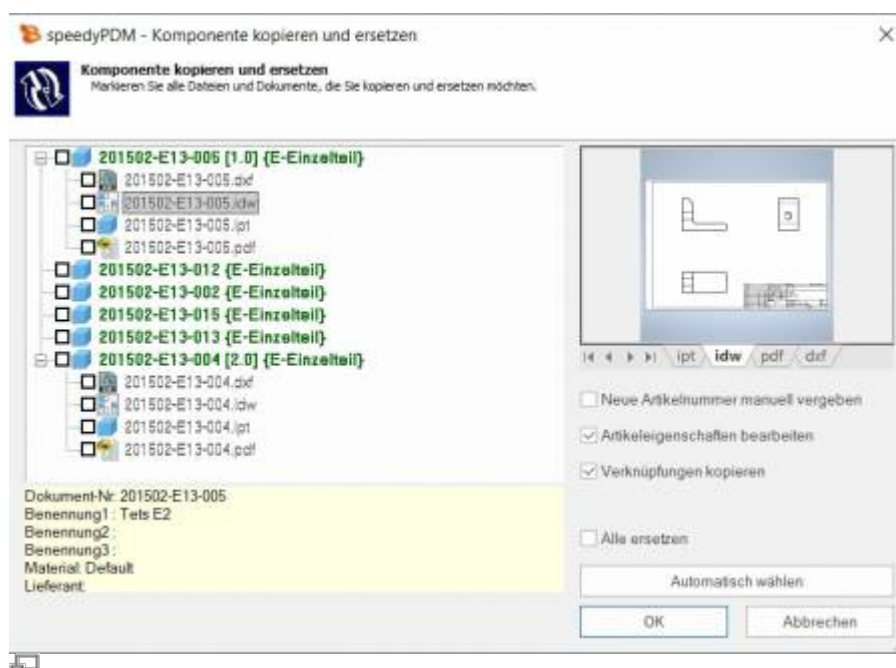 speedyPDM - Komponente kopieren und ersetzen
Komponente kopieren und ersetzen
Markieren Sie alle Dateien und Dokumente, die Sie kopieren und ersetzen möchten.
201502-E13-005 [1.0] {E-Einzelteil}
201502-E13-005.dxf
201502-E13-005.idw
201502-E13-005.ipt
201502-E13-005.pdf
201502-E13-012 {E-Einzelteil}
201502-E13-002 {E-Einzelteil}
201502-E13-015 {E-Einzelteil}
201502-E13-013 {E-Einzelteil}
201502-E13-004 [2.0] {E-Einzelteil}
201502-E13-004.dxf
201502-E13-004.idw
201502-E13-004.ipt
201502-E13-004.pdf
Dokument-Nr: 201502-E13-005
Benennung1 : Tets E2
Benennung2 :
Benennung3 :
Material: Default
Lieferant:
ipt idw pdf dxf
Neue Artikelnummer manuell vergeben
Artikeleigenschaften bearbeiten
Verknüpfungen kopieren
Alle ersetzen
Automatisch wählen
OK Abbrechen